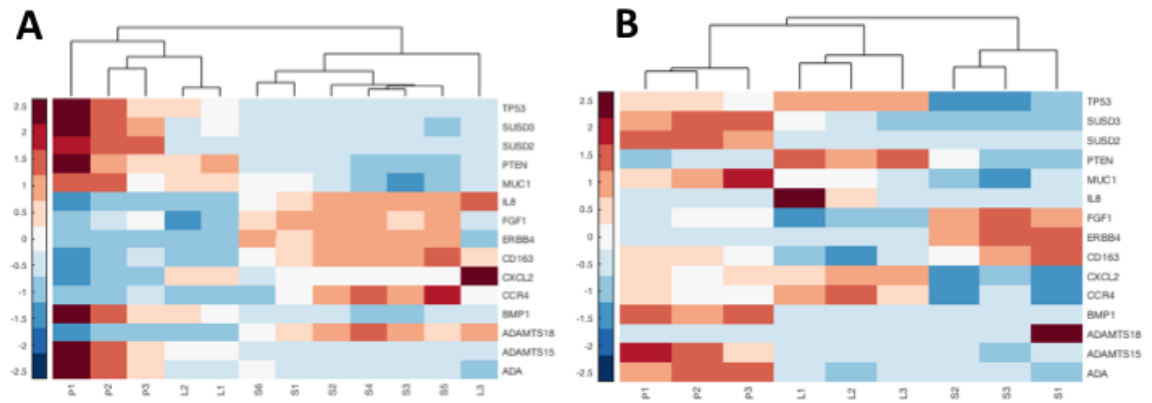 A
B
2.5
2
1.5
1
0.5
0
-0.5
-1
-1.5
-2
-2.5
TP53
SUSD3
SUSD2
PTEN
MUC1
IL8
FGF1
ERBB4
CD163
CXCL2
CCR4
BMP1
ADAMTS18
ADAMTS15
ADA
P1 P2 P3 L2 L1 S6 S1 S2 S4 S3 S5 L3
2.5
2
1.5
1
0.5
0
-0.5
-1
-1.5
-2
-2.5
TP53
SUSD3
SUSD2
PTEN
MUC1
IL8
FGF1
ERBB4
CD163
CXCL2
CCR4
BMP1
ADAMTS18
ADAMTS15
ADA
P1 P2 P3 L1 L2 L3 S2 S3 S1